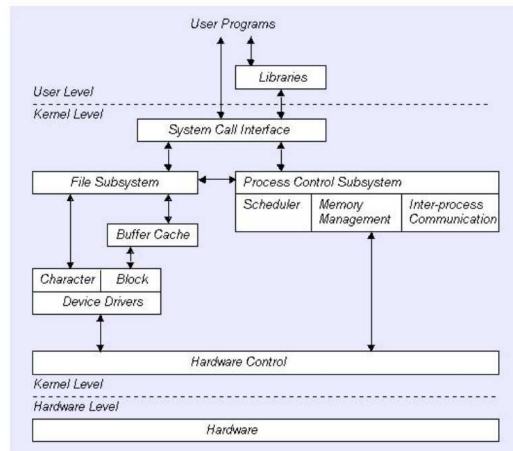 User Programs
Libraries
User Level
Kernel Level
System Call Interface
File Subsystem
Process Control Subsystem
Scheduler
Memory
Management
Inter-process
Communication
Buffer Cache
Character
Block
Device Drivers
Hardware Control
Kernel Level
Hardware Level
Hardware